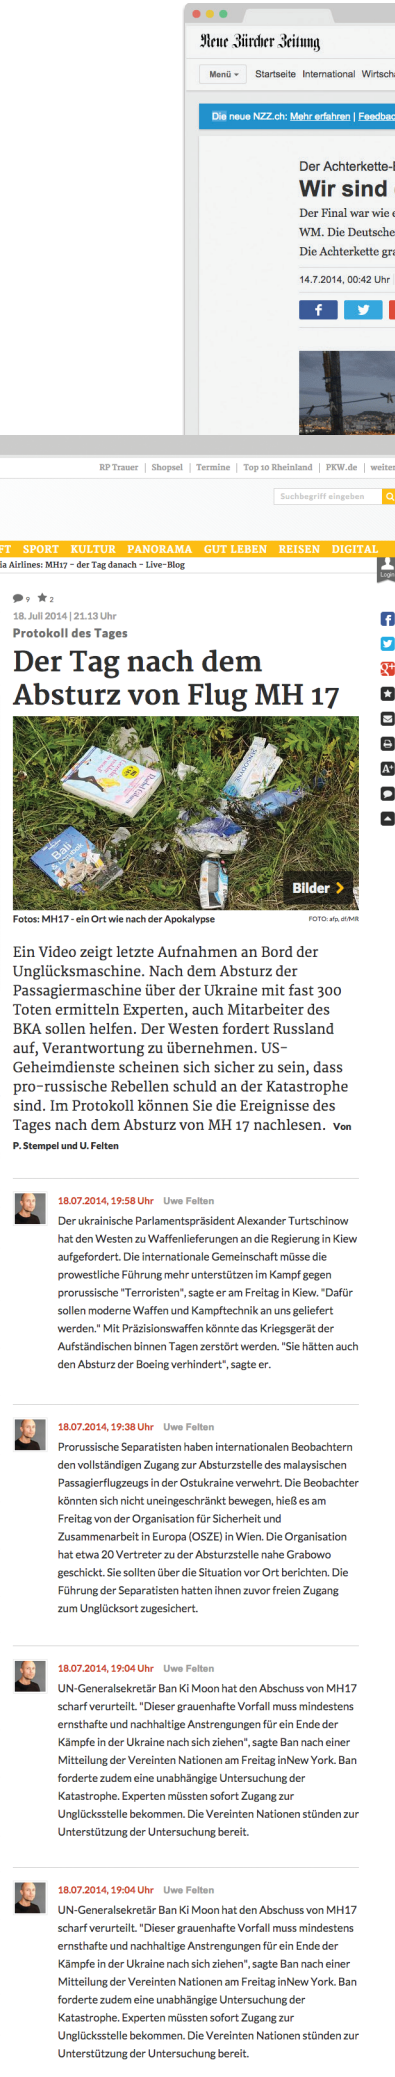 Neue Zürcher Zeitung
Menü
Startseite International
Die neue NZZ.ch: Mehr erfahren |
Der Achterkette-
Wir sind
Der Final war wie
WM. Die Deutsche
Die Achterkette
14.7.2014, 00:42 Uhr
RP Trauer | Shopsel | Termine | Top 10 Rheinland | PKW.de |
Suchbegriff eingeben
SPORT KULTUR PANORAMA GUT LEBEN REISEN DIGITAL
Airlines: MH17 - der Tag danach - Live-Blog
Login
9 2
18. Juli 2014 | 21.13 Uhr
Protokoll des Tages
Der Tag nach dem
Absturz von Flug MH 17
Bali
Bilder
Fotos: MH17 - ein Ort wie nach der Apokalypse
FOTO: afp, df/MR
Ein Video zeigt letzte Aufnahmen an Bord der
Unglücksmaschine. Nach dem Absturz der
Passagiermaschine über der Ukraine mit fast 300
Toten ermitteln Experten, auch Mitarbeiter des
BKA sollen helfen. Der Westen fordert Russland
auf, Verantwortung zu übernehmen. US-
Geheimdienste scheinen sich sicher zu sein, dass
pro-russische Rebellen schuld an der Katastrophe
sind. Im Protokoll können Sie die Ereignisse des
Tages nach dem Absturz von MH 17 nachlesen. Von
P. Stempel und U. Felten
18.07.2014, 19:58 Uhr Uwe Felten
Der ukrainische Parlamentspräsident Alexander Turtschinow
hat den Westen zu Waffenlieferungen an die Regierung in Kiew
aufgefordert. Die internationale Gemeinschaft müsse die
prowestliche Führung mehr unterstützen im Kampf gegen
prorussische "Terroristen", sagte er am Freitag in Kiew. "Dafür
sollen moderne Waffen und Kampftechnik an uns geliefert
werden." Mit Präzisionswaffen könnte das Kriegsgerät der
Aufständischen binnen Tagen zerstört werden. "Sie hätten auch
den Absturz der Boeing verhindert", sagte er.
18.07.2014, 19:38 Uhr Uwe Felten
Prorussische Separatisten haben internationalen Beobachtern
den vollständigen Zugang zur Absturzstelle des malaysischen
Passagierflugzeugs in der Ostukraine verwehrt. Die Beobachter
könnten sich nicht uneingeschränkt bewegen, hieß es am
Freitag von der Organisation für Sicherheit und
Zusammenarbeit in Europa (OSZE) in Wien. Die Organisation
hat etwa 20 Vertreter zu der Absturzstelle nahe Grabowo
geschickt. Sie sollten über die Situation vor Ort berichten. Die
Führung der Separatisten hatten ihnen zuvor freien Zugang
zum Unglücksort zugesichert.
18.07.2014, 19:04 Uhr Uwe Felten
UN-Generalsekretär Ban Ki Moon hat den Abschuss von MH17
scharf verurteilt. "Dieser grauenhafte Vorfall muss mindestens
ernsthafte und nachhaltige Anstrengungen für ein Ende der
Kämpfe in der Ukraine nach sich ziehen", sagte Ban nach einer
Mitteilung der Vereinten Nationen am Freitag inNew York. Ban
forderte zudem eine unabhängige Untersuchung der
Katastrophe. Experten müssten sofort Zugang zur
Unglücksstelle bekommen. Die Vereinten Nationen stünden zur
Unterstützung der Untersuchung bereit.
18.07.2014, 19:04 Uhr Uwe Felten
UN-Generalsekretär Ban Ki Moon hat den Abschuss von MH17
scharf verurteilt. "Dieser grauenhafte Vorfall muss mindestens
ernsthafte und nachhaltige Anstrengungen für ein Ende der
Kämpfe in der Ukraine nach sich ziehen", sagte Ban nach einer
Mitteilung der Vereinten Nationen am Freitag inNew York. Ban
forderte zudem eine unabhängige Untersuchung der
Katastrophe. Experten müssten sofort Zugang zur
Unglücksstelle bekommen. Die Vereinten Nationen stünden zur
Unterstützung der Untersuchung bereit.